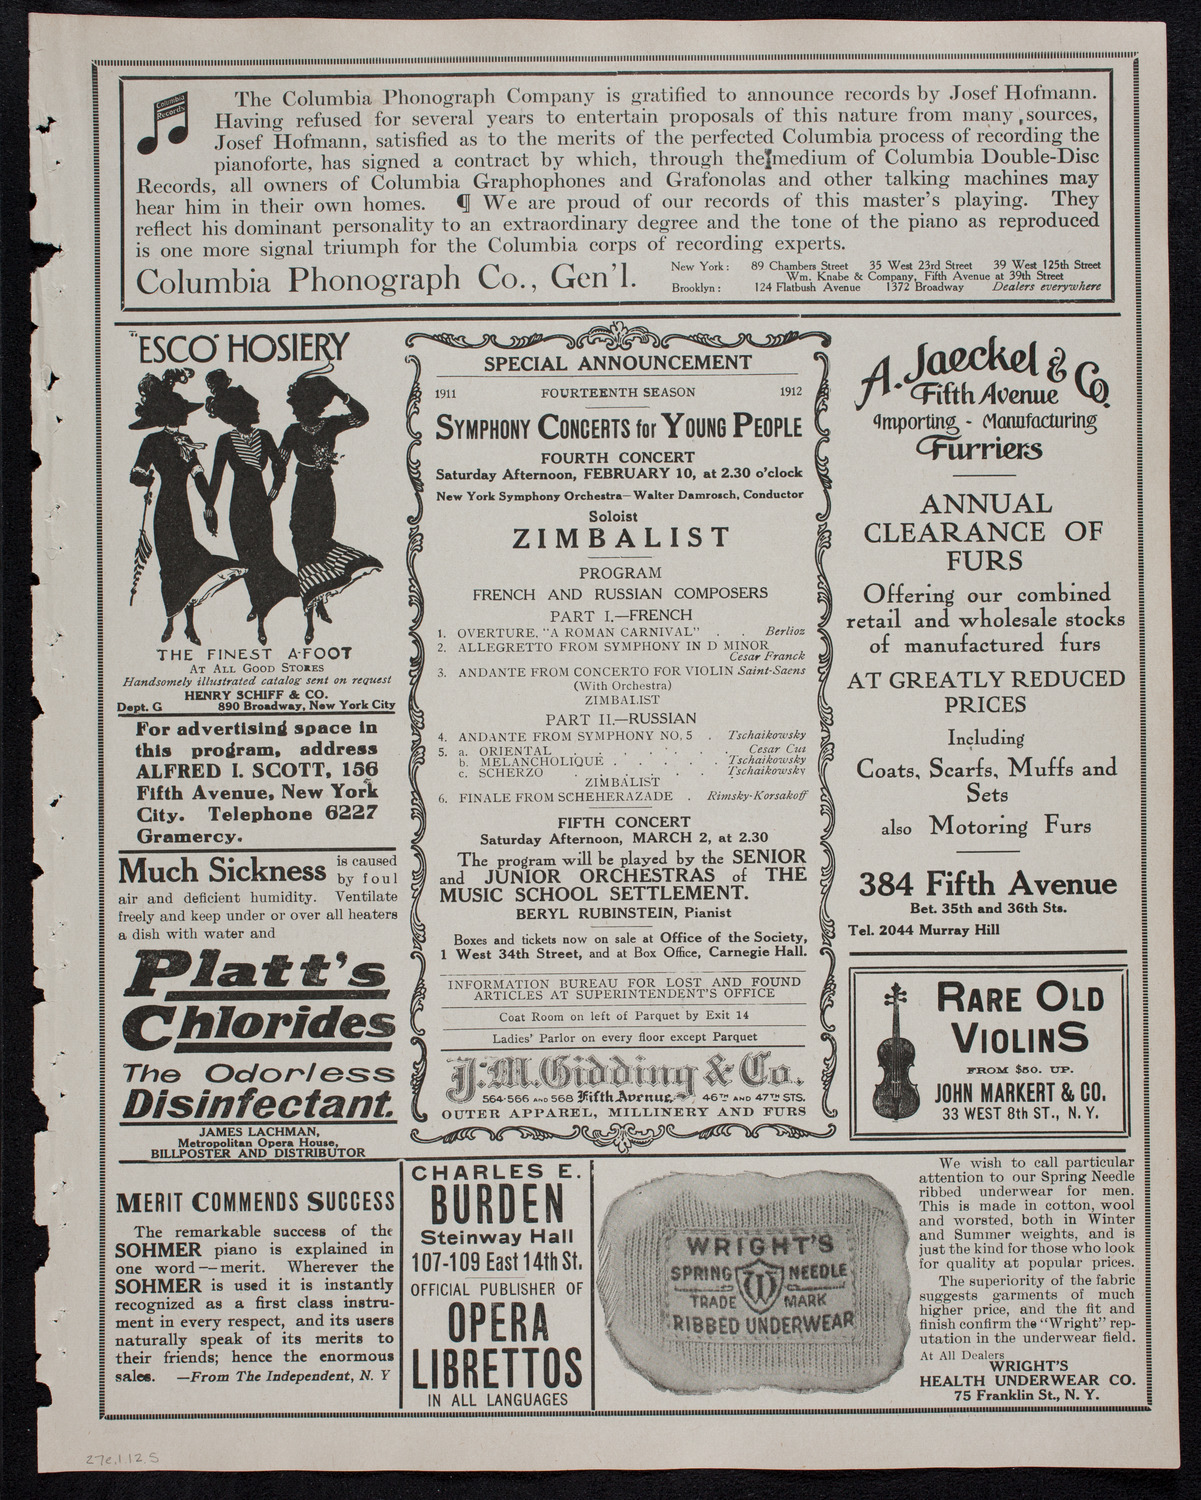 Columbia
Records
The Columbia Phonograph Company is gratified to announce records by Josef Hofmann.
Having refused for several years to entertain proposals of this nature from many sources,
Josef Hofmann, satisfied as to the merits of the perfected Columbia process of recording the
pianoforte, has signed a contract by which, through the medium of Columbia Double-Disc
Records, all owners of Columbia Graphophones and Grafonolas and other talking machines may
hear him in their own homes. ¶ We are proud of our records of this master's playing. They
reflect his dominant personality to an extraordinary degree and the tone of the piano as reproduced
is one more signal triumph for the Columbia corps of recording experts.
Columbia Phonograph Co., Gen'l.
New York: 89 Chambers Street 35 West 23rd Street 39 West 125th Street
Wm. Knabe & Company, Fifth Avenue at 39th Street
Brooklyn: 124 Flatbush Avenue 1372 Broadway Dealers everywhere
"ESCO" HOSIERY
THE FINEST A-FOOT
AT ALL GOOD STORES
Handsomely illustrated catalog sent on request
HENRY SCHIFF & CO.
Dept. G 890 Broadway, New York City
For advertising space in
this program, address
ALFRED I. SCOTT, 156
Fifth Avenue, New York
City. Telephone 6227
Gramercy.
Much Sickness is caused
by foul
air and deficient humidity. Ventilate
freely and keep under or over all heaters
a dish with water and
Platt's
Chlorides
The Odorless
Disinfectant.
JAMES LACHMAN,
Metropolitan Opera House,
BILLPOSTER AND DISTRIBUTOR
SPECIAL ANNOUNCEMENT
1911 FOURTEENTH SEASON 1912
SYMPHONY CONCERTS for YOUNG PEOPLE
FOURTH CONCERT
Saturday Afternoon, FEBRUARY 10, at 2.30 o'clock
New York Symphony Orchestra—Walter Damrosch, Conductor
Soloist
ZIMBALIST
PROGRAM
FRENCH AND RUSSIAN COMPOSERS
PART I.—FRENCH
1. OVERTURE, "A ROMAN CARNIVAL" . . Berlioz
2. ALLEGRETTO FROM SYMPHONY IN D MINOR
Cesar Franck
3. ANDANTE FROM CONCERTO FOR VIOLIN Saint-Saens
(With Orchestra)
ZIMBALIST
PART II.—RUSSIAN
4. ANDANTE FROM SYMPHONY NO. 5 . Tschaikowsky
5. a. ORIENTAL . . . . . . . Cesar Cui
b. MELANCHOLIQUE . . . . . Tschaikowsky
c. SCHERZO . . . . . . Tschaikowsky
ZIMBALIST
6. FINALE FROM SCHEHERAZADE . Rimsky-Korsakoff
FIFTH CONCERT
Saturday Afternoon, MARCH 2, at 2.30
The program will be played by the SENIOR
and JUNIOR ORCHESTRAS of THE
MUSIC SCHOOL SETTLEMENT.
BERYL RUBINSTEIN, Pianist
Boxes and tickets now on sale at Office of the Society,
1 West 34th Street, and at Box Office, Carnegie Hall.
INFORMATION BUREAU FOR LOST AND FOUND
ARTICLES AT SUPERINTENDENT'S OFFICE
Coat Room on left of Parquet by Exit 14
Ladies' Parlor on every floor except Parquet
J.M. Gidding & Co.
564-566 AND 568 Fifth Avenue, 46TH AND 47TH STS.
OUTER APPAREL, MILLINERY AND FURS
A. Jaeckel & Co.
Fifth Avenue
Importing - Manufacturing
Furriers
ANNUAL
CLEARANCE OF
FURS
Offering our combined
retail and wholesale stocks
of manufactured furs
AT GREATLY REDUCED
PRICES
Including
Coats, Scarfs, Muffs and
Sets
also Motoring Furs
384 Fifth Avenue
Bet. 35th and 36th Sts.
Tel. 2044 Murray Hill
RARE OLD
VIOLINS
FROM $50. UP.
JOHN MARKERT & CO.
33 WEST 8th ST., N. Y.
MERIT COMMENDS SUCCESS
The remarkable success of the
SOHMER piano is explained in
one word—merit. Wherever the
SOHMER is used it is instantly
recognized as a first class instru-
ment in every respect, and its users
naturally speak of its merits to
their friends; hence the enormous
sales. —From The Independent, N. Y
CHARLES E.
BURDEN
Steinway Hall
107-109 East 14th St.
OFFICIAL PUBLISHER OF
OPERA
LIBRETTOS
IN ALL LANGUAGES
WRIGHT'S
SPRING NEEDLE
W
TRADE MARK
RIBBED UNDERWEAR
We wish to call particular
attention to our Spring Needle
ribbed underwear for men.
This is made in cotton, wool
and worsted, both in Winter
and Summer weights, and is
just the kind for those who look
for quality at popular prices.
The superiority of the fabric
suggests garments of much
higher price, and the fit and
finish confirm the "Wright" rep-
utation in the underwear field.
At All Dealers
WRIGHT'S
HEALTH UNDERWEAR CO.
75 Franklin St., N. Y.
27e.1.12.5